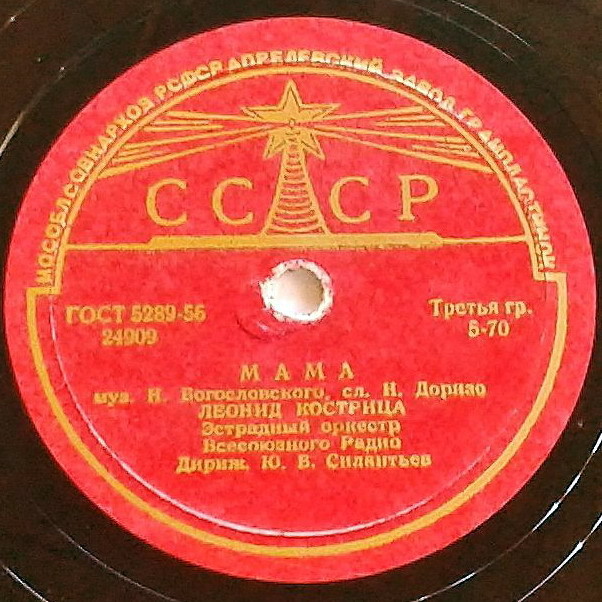 МОСОБЛСОВНАРХОЗ РСФСР АПРЕЛЕВСКИЙ ЗАВОД ГРАМПЛАСТИНОК
СССР
ГОСТ 5289-56
24909
Третья гр.
5-70
МАМА
муз. Н. Богословского, сл. Н. Доризо
ЛЕОНИД КОСТРИЦА
Эстрадный оркестр
Всесоюзного Радио
Дириж. Ю. В. Силантьев